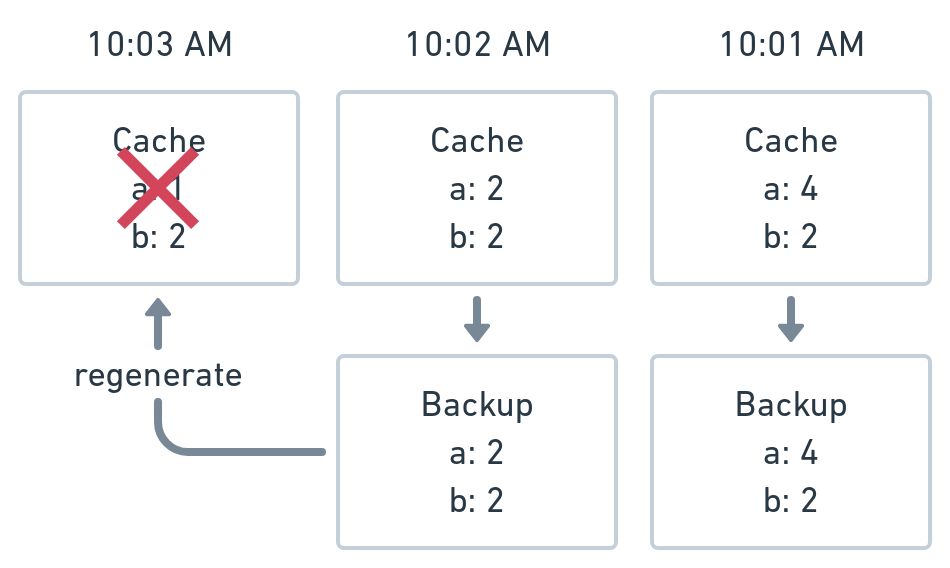 10:03 AM
10:02 AM
10:01 AM
Cache
a: 1
b: 2
Cache
a: 2
b: 2
Cache
a: 4
b: 2
regenerate
Backup
a: 2
b: 2
Backup
a: 4
b: 2